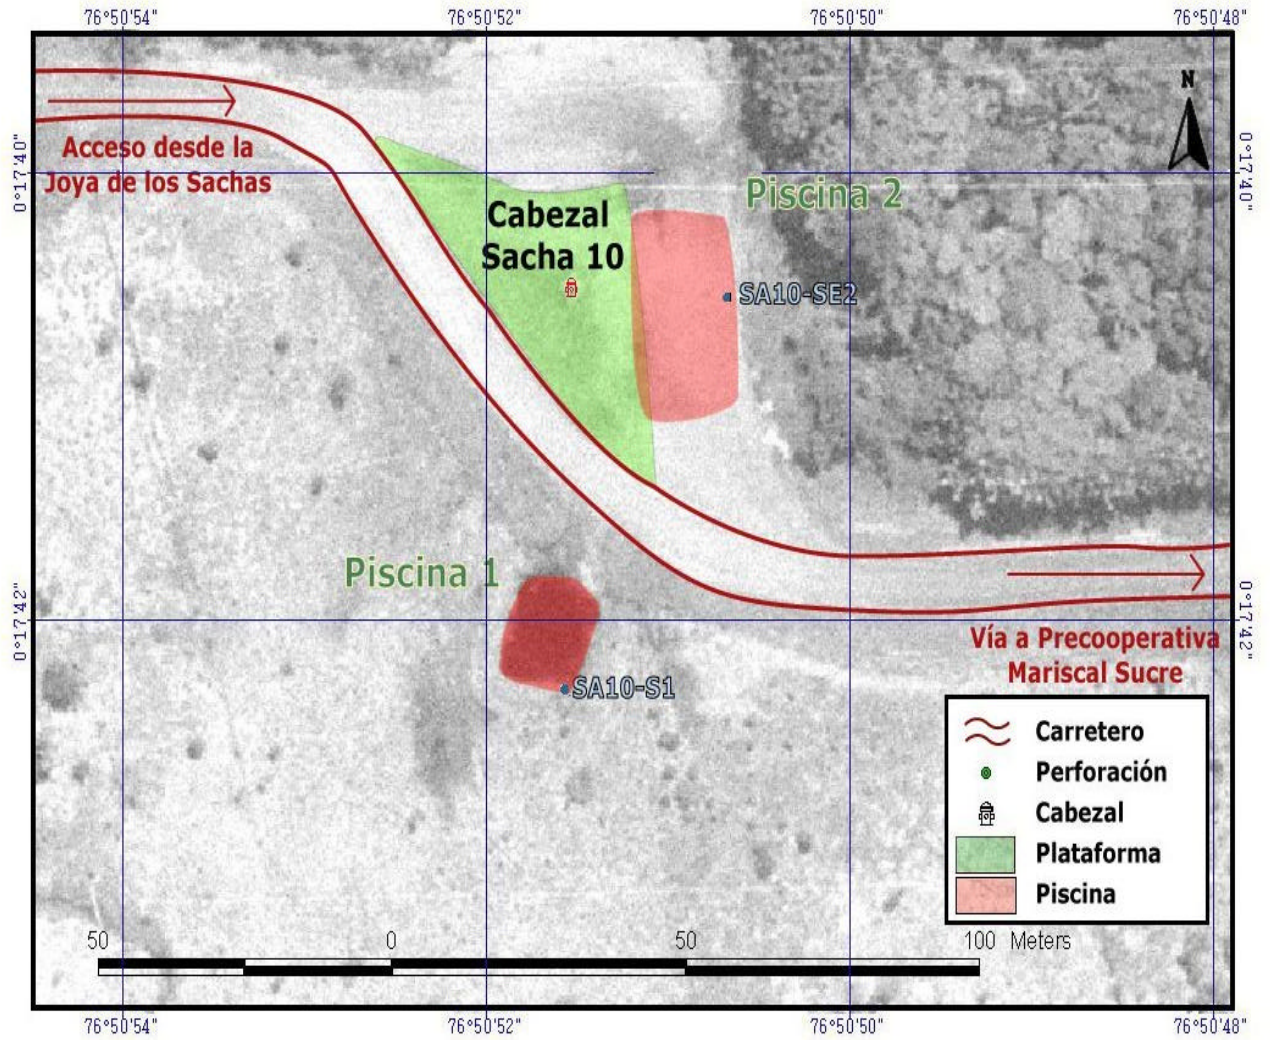 76°50'54"
76°50'52"
76°50'50"
76°50'48"
N
0°17'40"
0°17'40"
Acceso desde la
Joya de los Sachas
Piscina 2
Cabezal
Sacha 10
SA10-SE2
Piscina 1
0°17'42"
0°17'42"
SA10-S1
Vía a Precooperativa
Mariscal Sucre
Carretero
Perforación
Cabezal
Plataforma
Piscina
50 0 50 100 Meters
76°50'54"
76°50'52"
76°50'50"
76°50'48"